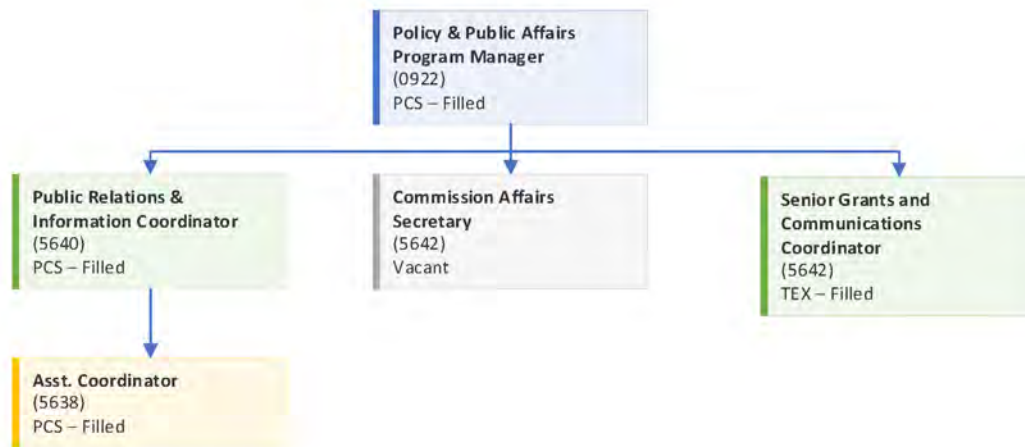 Policy & Public Affairs
Program Manager
(0922)
PCS – Filled
Public Relations &
Information Coordinator
(5640)
PCS – Filled
Commission Affairs
Secretary
(5642)
Vacant
Senior Grants and
Communications
Coordinator
(5642)
TEX – Filled
Asst. Coordinator
(5638)
PCS – Filled